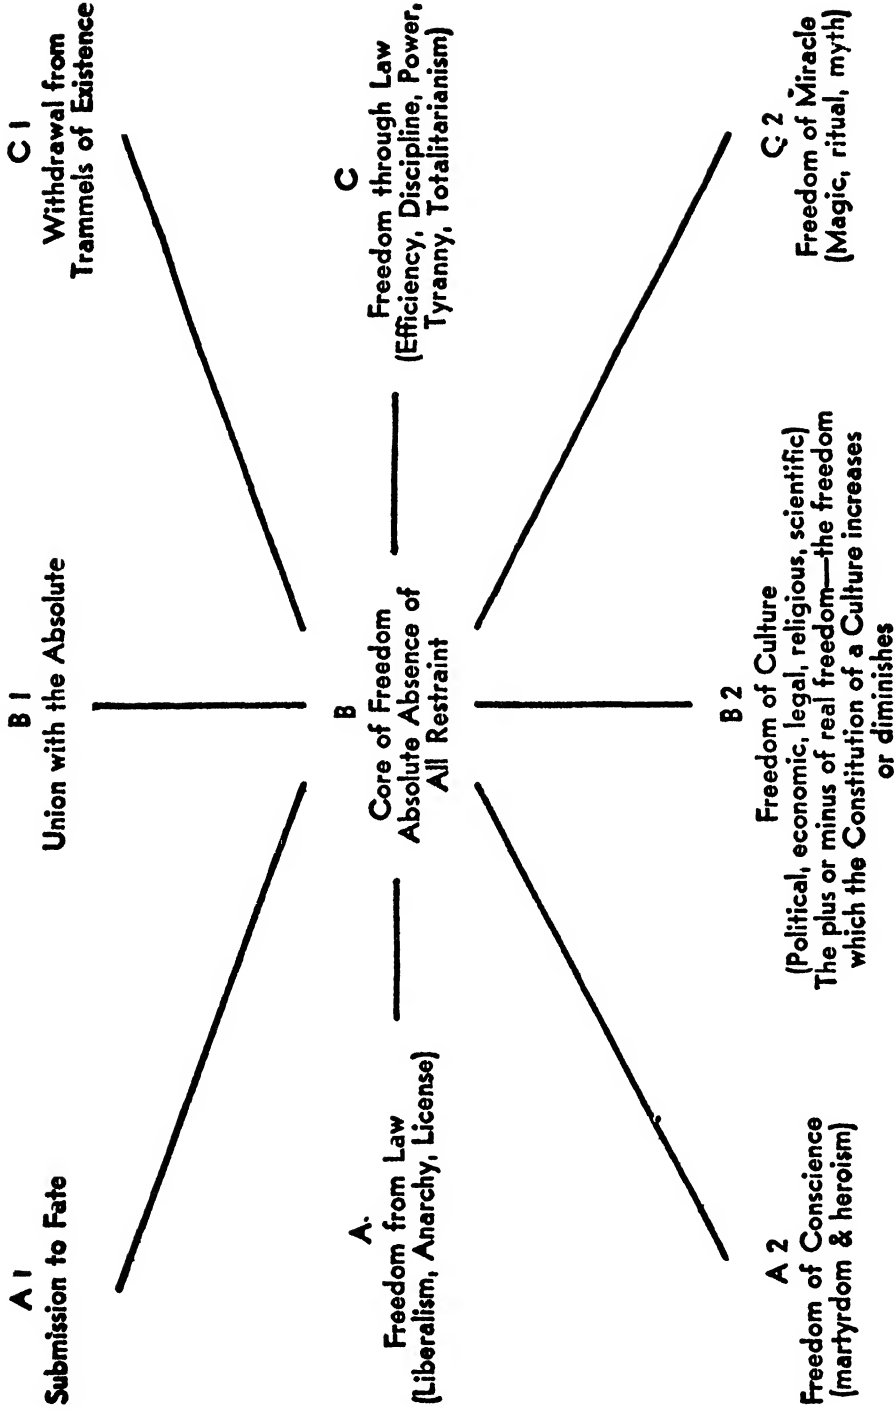 A 1
Submission to Fate
B 1
Union with the Absolute
C 1
Withdrawal from
Trammels of Existence
A.
Freedom from Law
(Liberalism, Anarchy, License)
B
Core of Freedom
Absolute Absence of
All Restraint
C
Freedom through Law
(Efficiency, Discipline, Power,
Tyranny, Totalitarianism)
A 2
Freedom of Conscience
(martyrdom & heroism)
B 2
Freedom of Culture
(Political, economic, legal, religious, scientific)
The plus or minus of real freedom—the freedom
which the Constitution of a Culture increases
or diminishes
C 2
Freedom of Miracle
(Magic, ritual, myth)